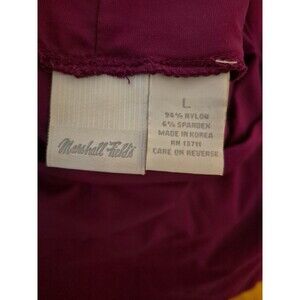 Marshall Field's
L
94% NYLON
6% SPANDEX
MADE IN KOREA
RN 13711
CARE ON REVERSE